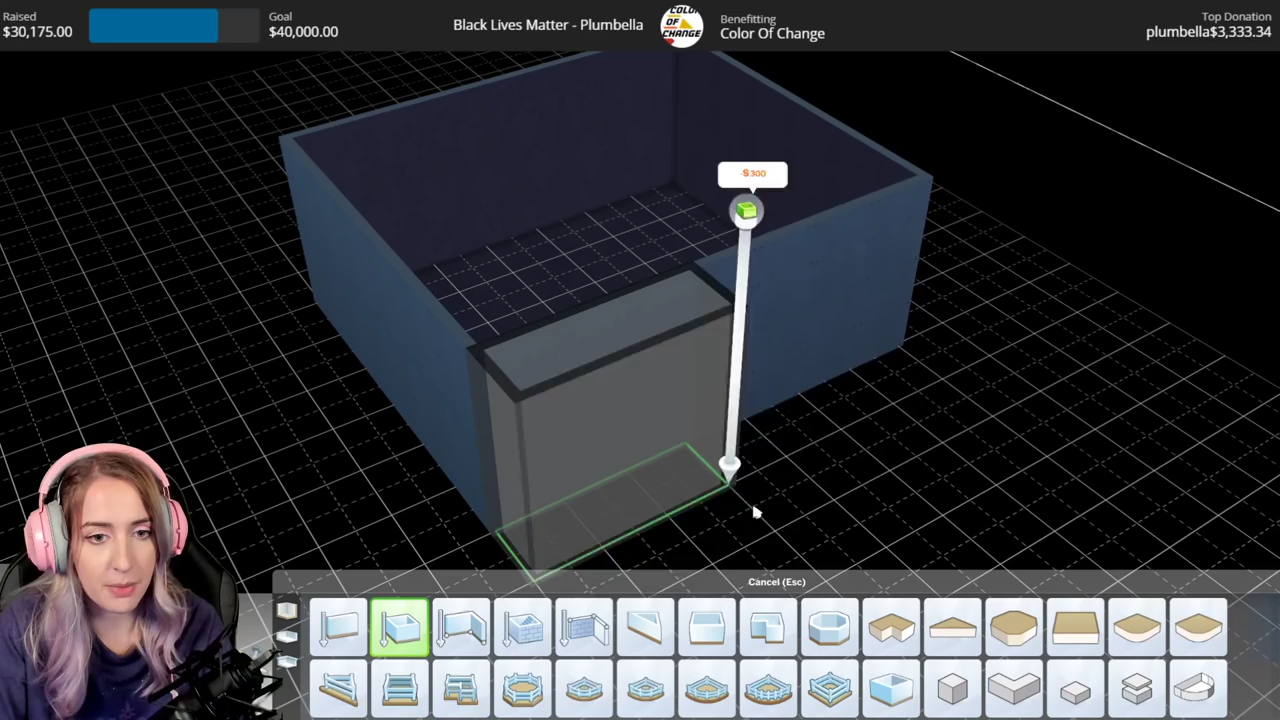 Raised
$30,175.00
Goal
$40,000.00
Black Lives Matter - Plumbella
COLOR
OF
CHANGE
Benefitting
Color Of Change
Top Donation
plumbella$3,333.34
-$300
Cancel (Esc)